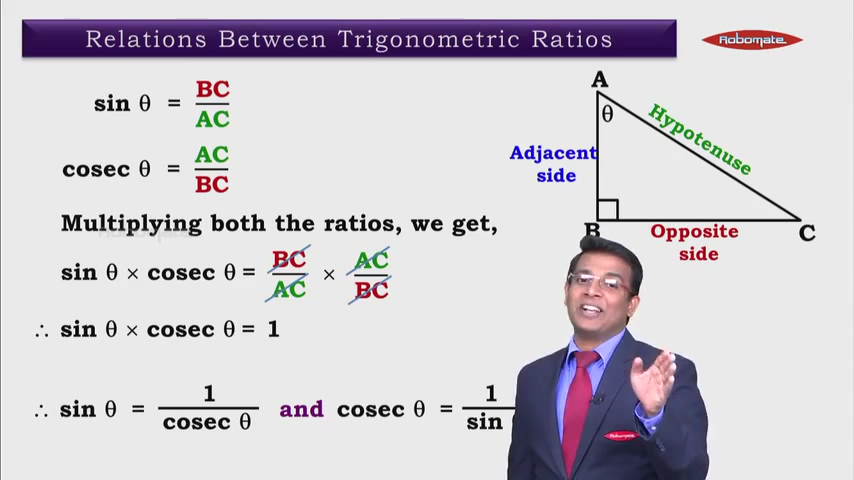 Relations Between Trigonometric Ratios
Robomate
sin θ = BC/AC
cosec θ = AC/BC
Multiplying both the ratios, we get,
sin θ × cosec θ = BC/AC × AC/BC
∴ sin θ × cosec θ = 1
∴ sin θ = 1/cosec θ and cosec θ = 1/sin
A
θ
Hypotenuse
Adjacent
side
B
C
Opposite
side
Robomate